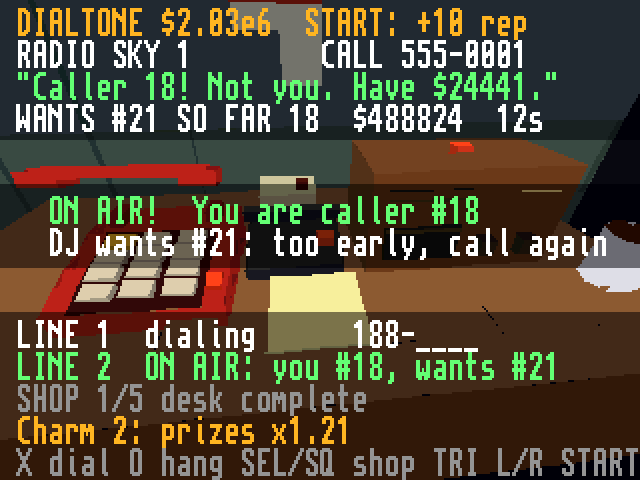 DIALTONE $2.03e6 START: +10 rep
RADIO SKY 1 CALL 555-0001
"Caller 18! Not you. Have $24441."
WANTS #21 SO FAR 18 $488824 12s
ON AIR! You are caller #18
DJ wants #21: too early, call again
LINE 1 dialing 188-____
LINE 2 ON AIR: you #18, wants #21
SHOP 1/5 desk complete
Charm 2: prizes x1.21
X dial O hang SEL/SQ shop TRI L/R START